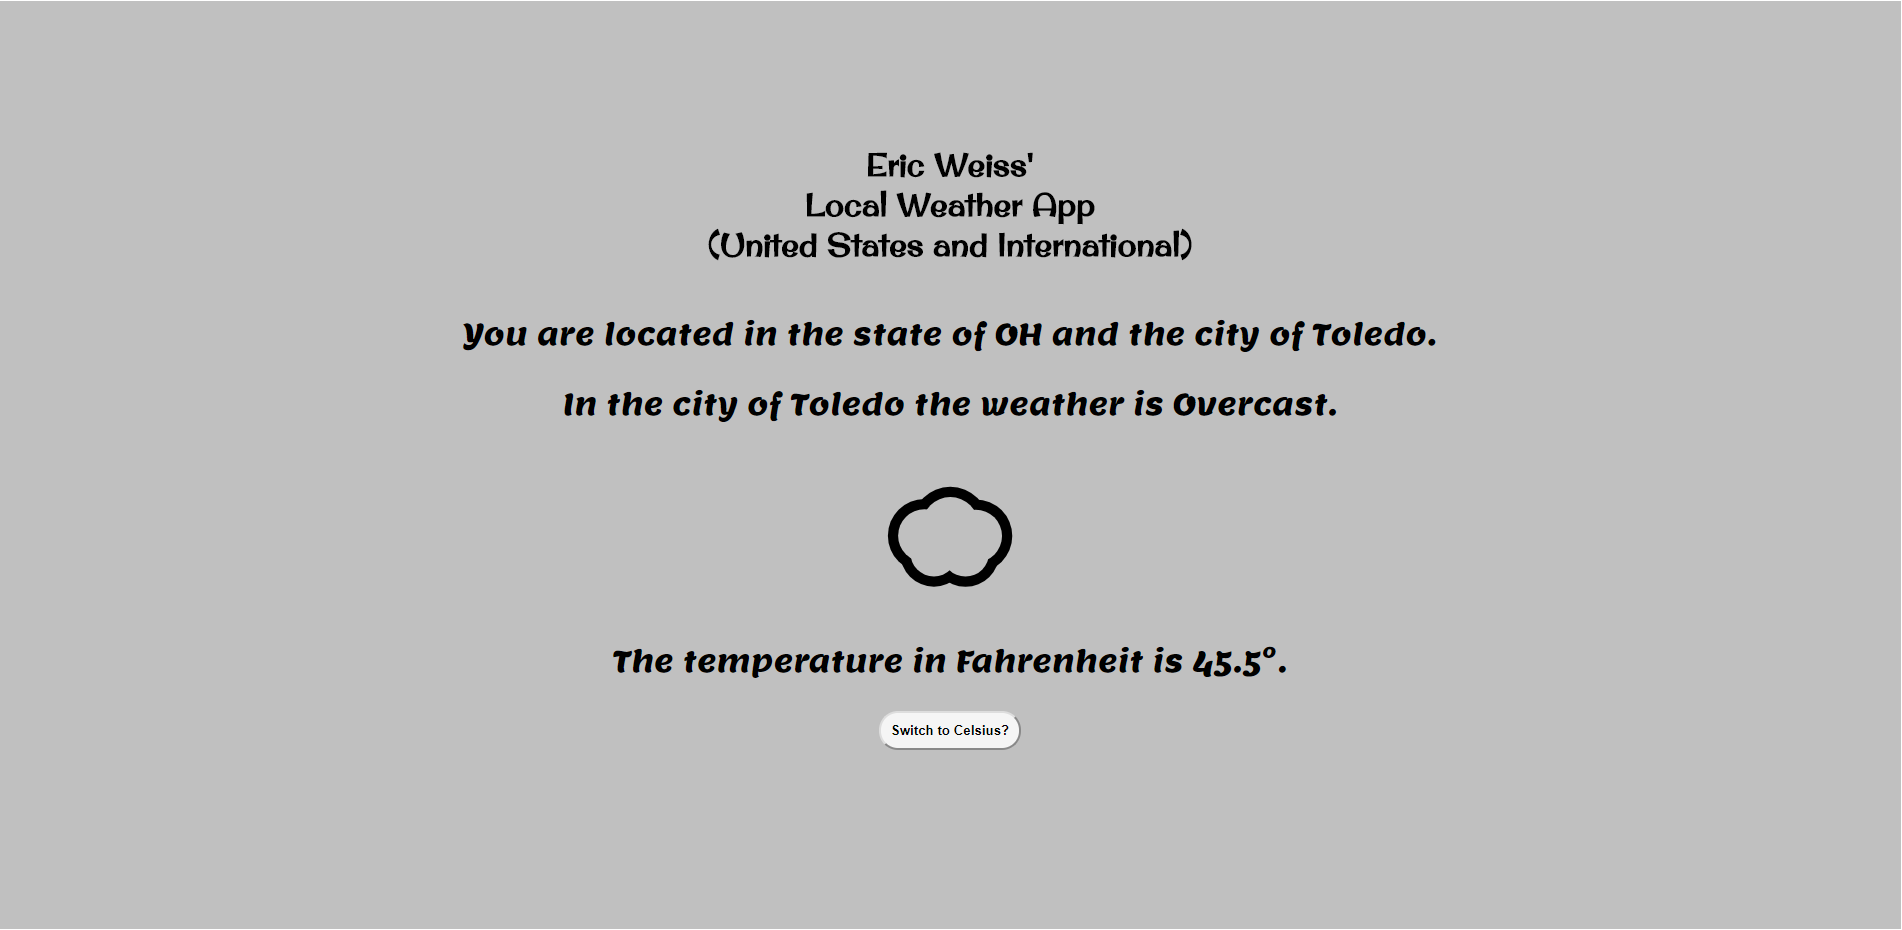 Eric Weiss'
Local Weather App
(United States and International)
You are located in the state of OH and the city of Toledo.
In the city of Toledo the weather is Overcast.
The temperature in Fahrenheit is 45.5°.
Switch to Celsius?